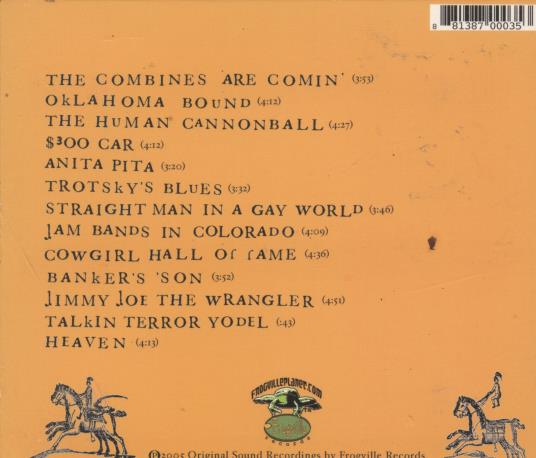 8 81387 00035
THE COMBINES ARE COMIN' (3:53)
OKLAHOMA BOUND (4:12)
THE HUMAN CANNONBALL (4:27)
$300 CAR (4:12)
ANITA PITA (3:20)
TROTSKY'S BLUES (3:32)
STRAIGHT MAN IN A GAY WORLD (3:46)
JAM BANDS IN COLORADO (4:09)
COWGIRL HALL OF FAME (4:36)
BANKER'S 'SON (3:52)
JIMMY JOE THE WRANGLER (4:51)
TALKIN TERROR YODEL (:43)
HEAVEN (4:13)
FROGVILLEPLANET.COM
RECORDS
℗2005 Original Sound Recordings by Frogville Records